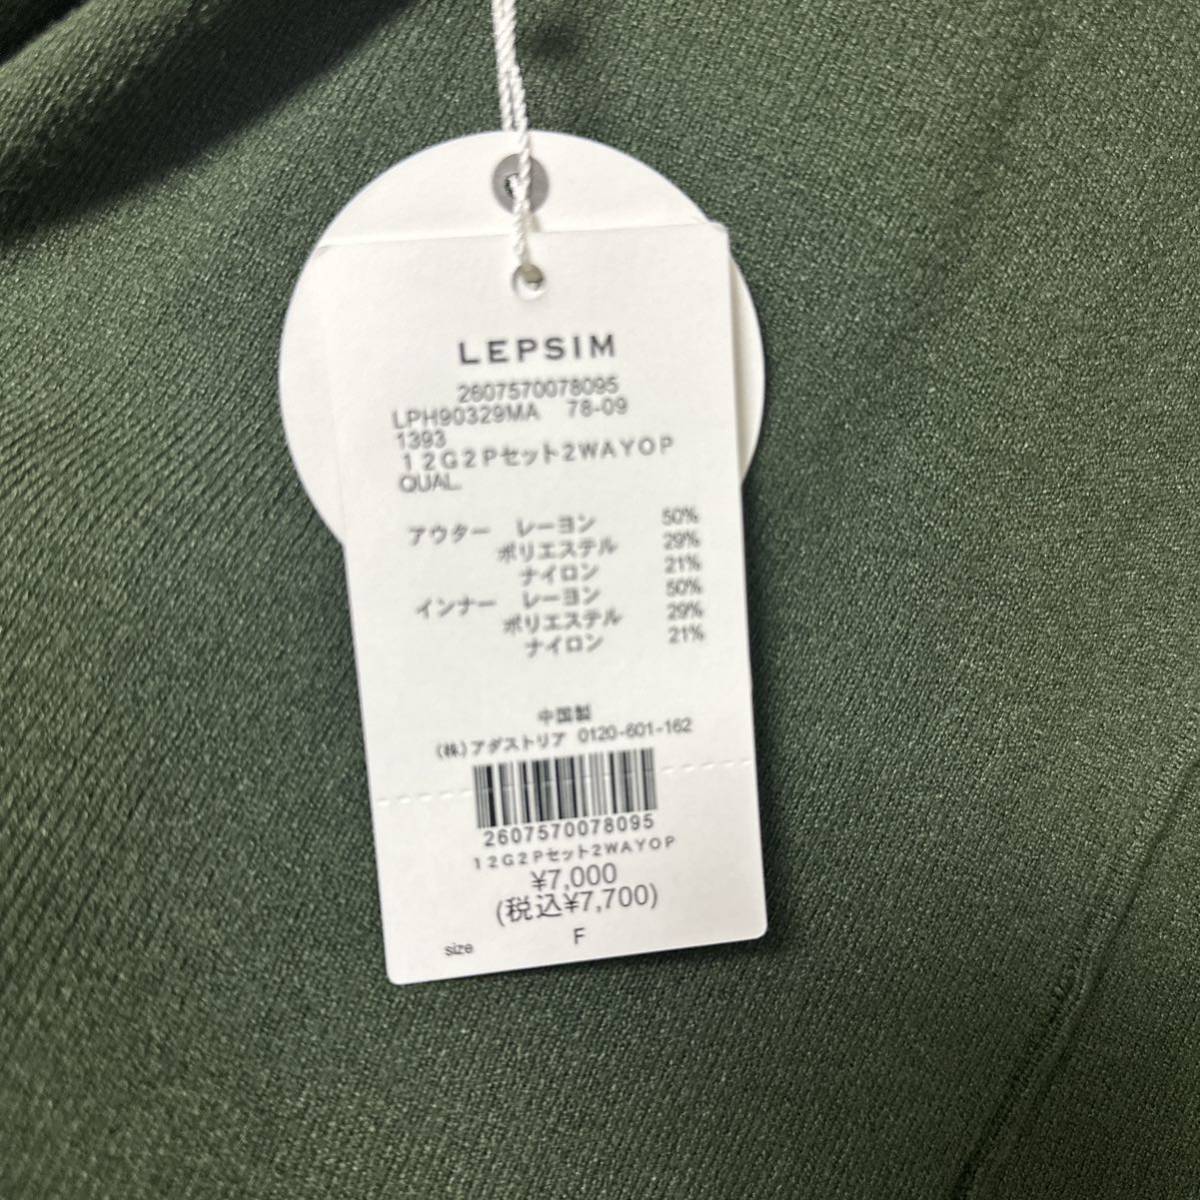 LEPSIM
2607570078095
LPH90329MA 78-09
1393
12G2Pセット2WAYOP
QUAL.
アウター レーヨン 50%
ポリエステル 29%
ナイロン 21%
インナー レーヨン 50%
ポリエステル 29%
ナイロン 21%
中国製
(株)アダストリア 0120-601-162
2607570078095
12G2Pセット2WAYOP
¥7,000
(税込¥7,700)
size F